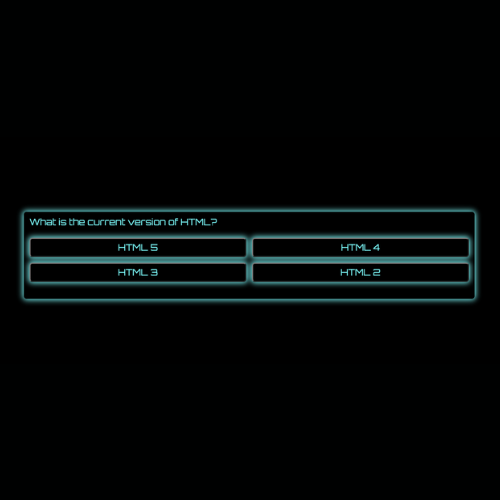 What is the current version of HTML?
HTML 5
HTML 4
HTML 3
HTML 2